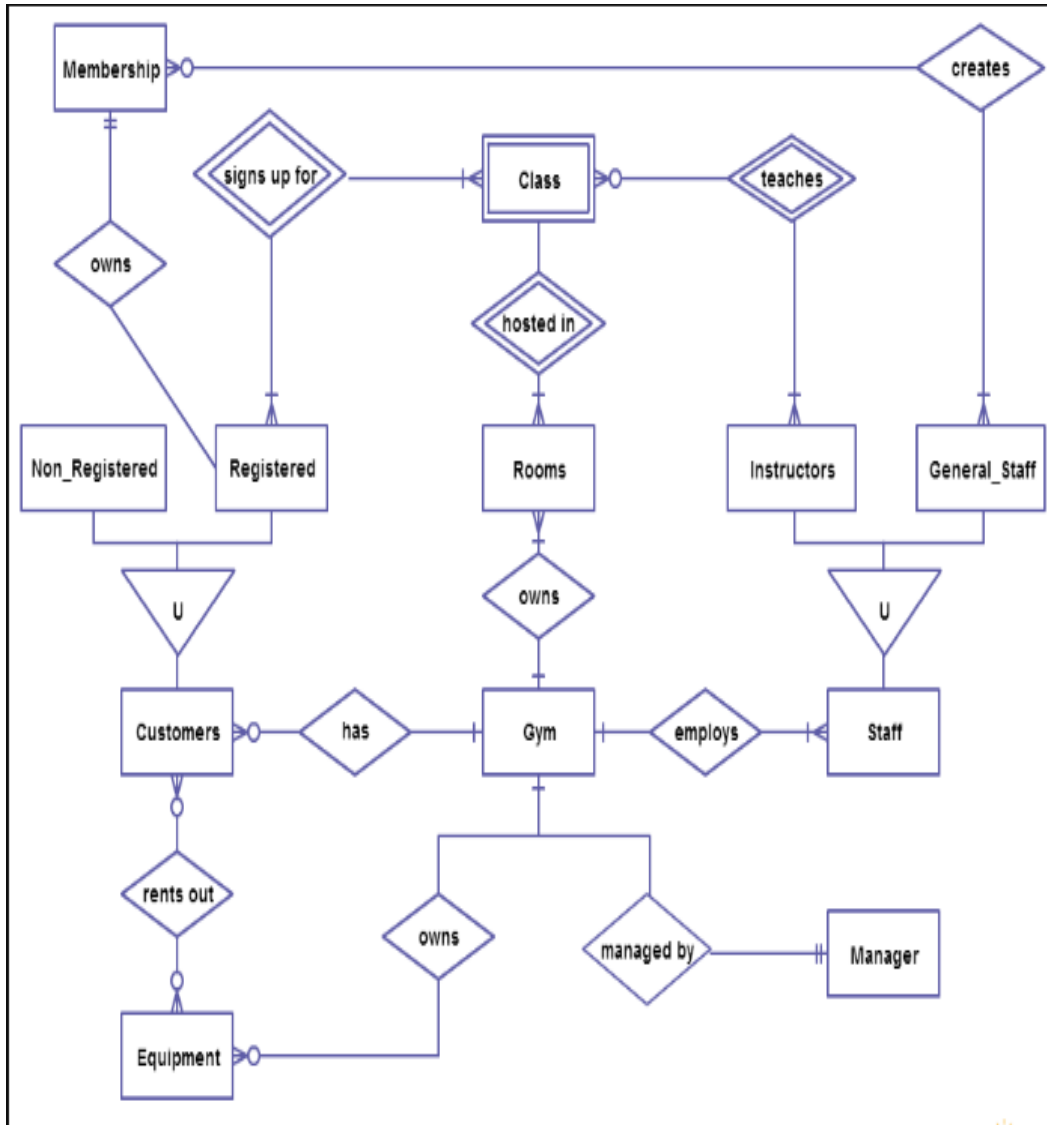 Membership
creates
signs up for
Class
teaches
owns
hosted in
Non_Registered
Registered
Rooms
Instructors
General_Staff
U
owns
U
Customers
has
Gym
employs
Staff
rents out
owns
managed by
Manager
Equipment